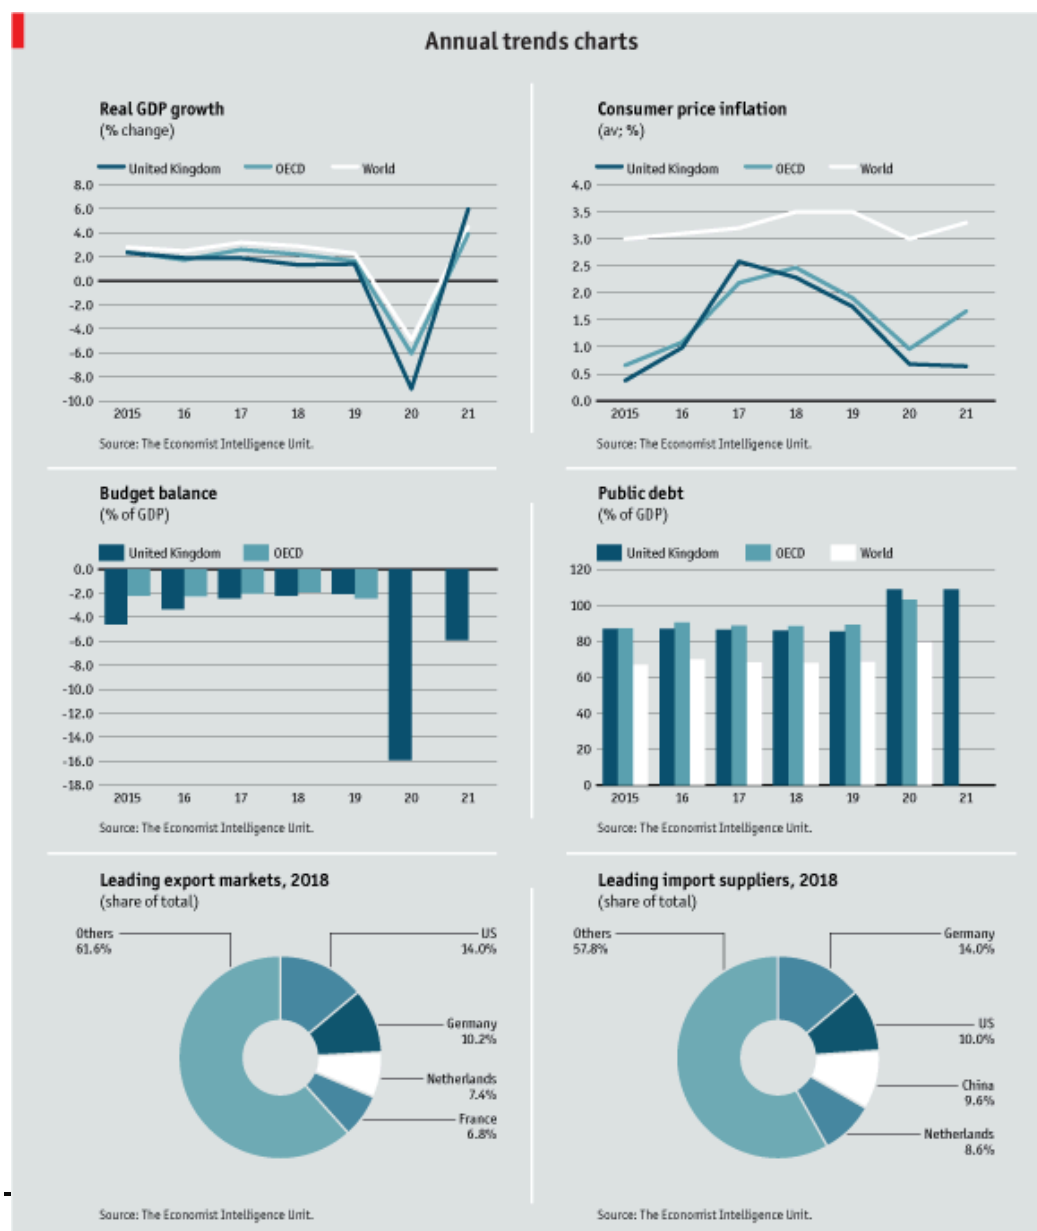 Annual trends charts
Real GDP growth
(% change)
United Kingdom OECD World
8.0
6.0
4.0
2.0
0.0
-2.0
-4.0
-6.0
-8.0
-10.0
2015 16 17 18 19 20 21
Source: The Economist Intelligence Unit.
Consumer price inflation
(av; %)
United Kingdom OECD World
4.0
3.5
3.0
2.5
2.0
1.5
1.0
0.5
0.0
2015 16 17 18 19 20 21
Source: The Economist Intelligence Unit.
Budget balance
(% of GDP)
United Kingdom OECD
0.0
-2.0
-4.0
-6.0
-8.0
-10.0
-12.0
-14.0
-16.0
-18.0
2015 16 17 18 19 20 21
Source: The Economist Intelligence Unit.
Public debt
(% of GDP)
United Kingdom OECD World
120
100
80
60
40
20
0
2015 16 17 18 19 20 21
Source: The Economist Intelligence Unit.
Leading export markets, 2018
(share of total)
Others
61.6%
US
14.0%
Germany
10.2%
Netherlands
7.4%
France
6.8%
Source: The Economist Intelligence Unit.
Leading import suppliers, 2018
(share of total)
Others
57.8%
Germany
14.0%
US
10.0%
China
9.6%
Netherlands
8.6%
Source: The Economist Intelligence Unit.